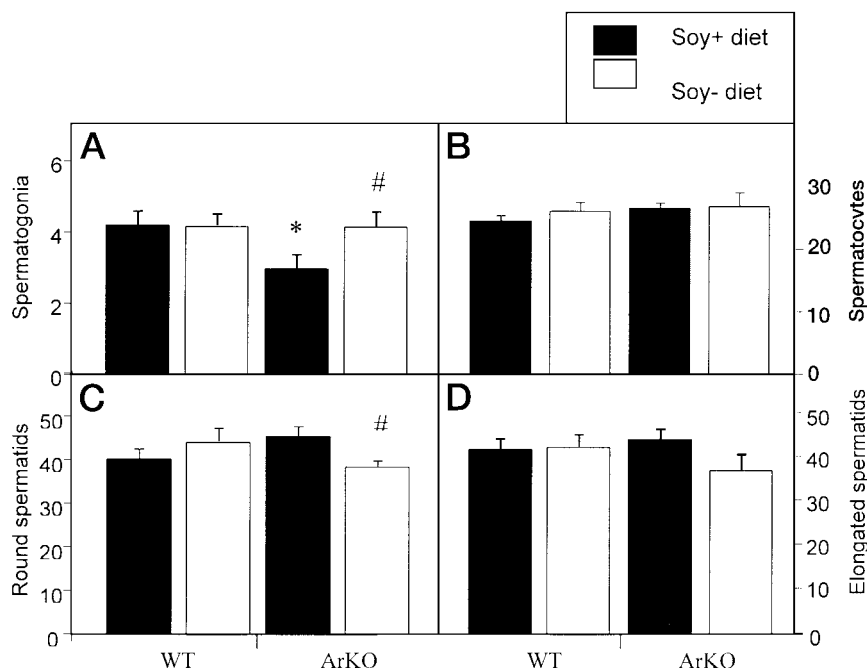 Soy+ diet
Soy- diet
A
#
*
6
4
2
0
Spermatogonia
B
30
20
10
0
Spermatocytes
C
#
50
40
30
20
10
0
Round spermatids
D
50
40
30
20
10
0
Elongated spermatids
WT
ArKO
WT
ArKO